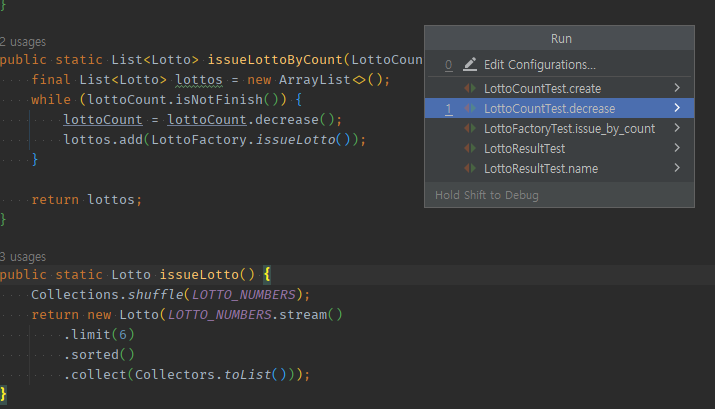 }
2 usages
public static List<Lotto> issueLottoByCount(LottoCoun
final List<Lotto> lottos = new ArrayList<>();
while (lottoCount.isNotFinish()) {
lottoCount = lottoCount.decrease();
lottos.add(LottoFactory.issueLotto());
}
return lottos;
}
3 usages
public static Lotto issueLotto() {
Collections.shuffle(LOTTO_NUMBERS);
return new Lotto(LOTTO_NUMBERS.stream()
.limit(6)
.sorted()
.collect(Collectors.toList()));
}
Run
0 Edit Configurations...
LottoCountTest.create
1 LottoCountTest.decrease
LottoFactoryTest.issue_by_count
LottoResultTest
LottoResultTest.name
Hold Shift to Debug